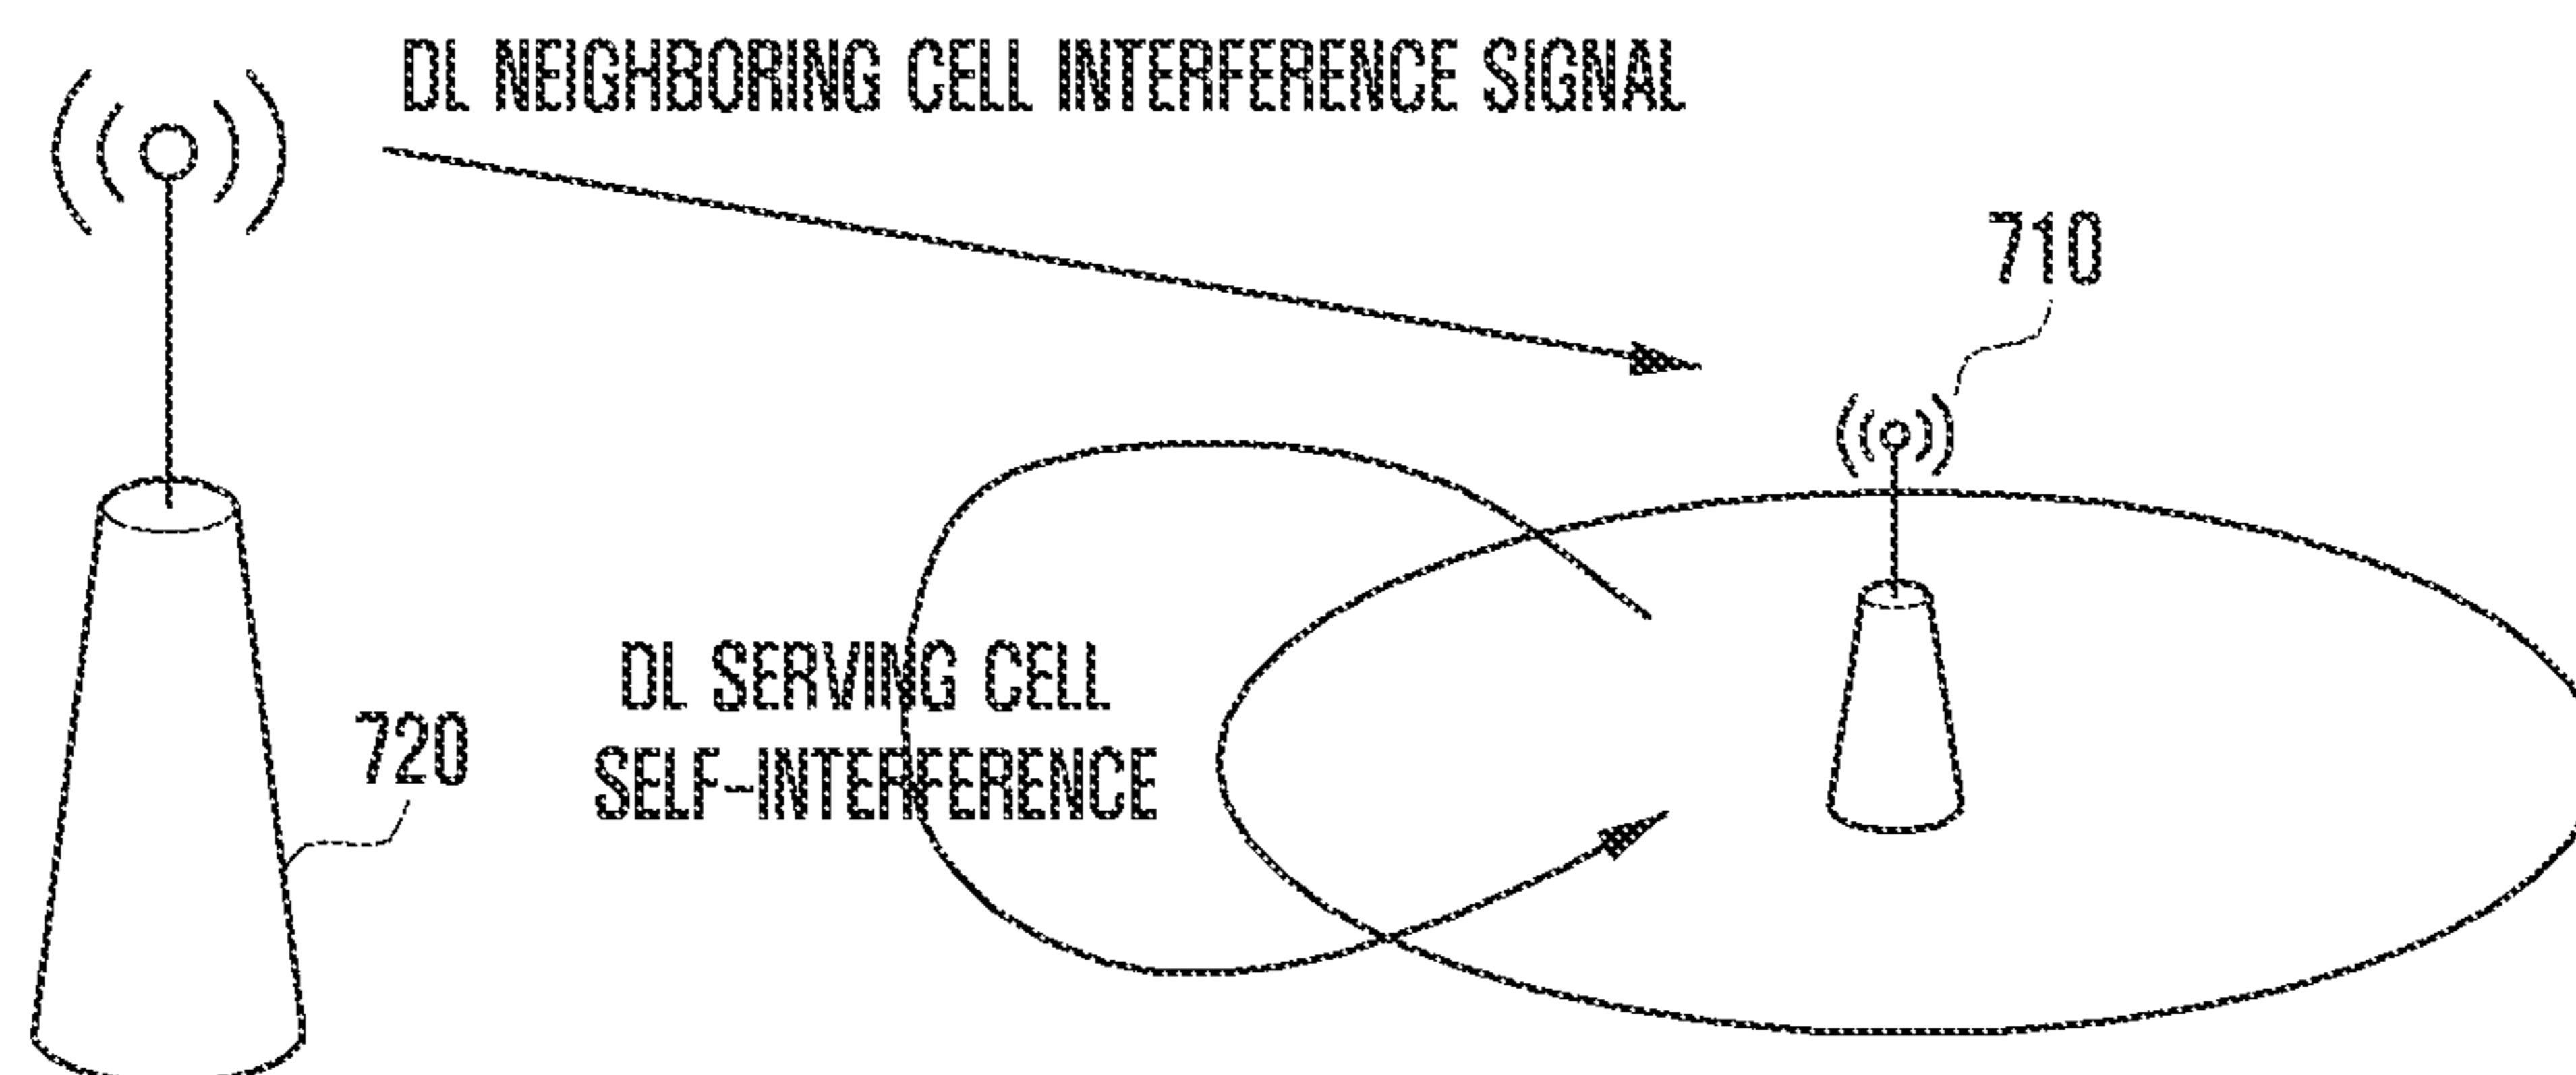 DL NEIGHBORING CELL INTERFERENCE SIGNAL
710
DL SERVING CELL
SELF-INTERFERENCE
720